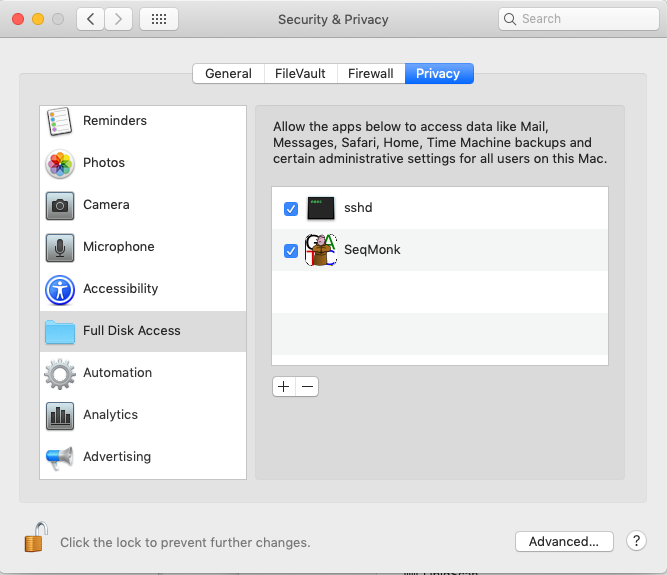 Security & Privacy
Search
General
FileVault
Firewall
Privacy
Reminders
Photos
Camera
Microphone
Accessibility
Full Disk Access
Automation
Analytics
Advertising
Allow the apps below to access data like Mail,
Messages, Safari, Home, Time Machine backups and
certain administrative settings for all users on this Mac.
sshd
SeqMonk
Click the lock to prevent further changes.
Advanced...
?